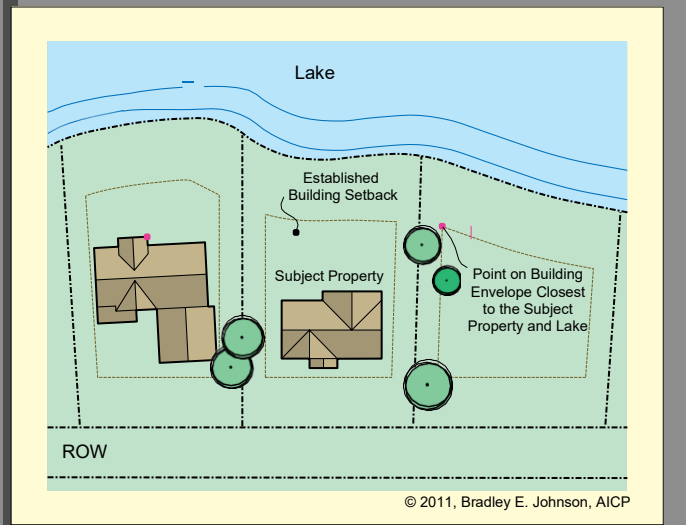 Lake
Established
Building Setback
Subject Property
Point on Building
Envelope Closest
to the Subject
Property and Lake
ROW
© 2011, Bradley E. Johnson, AICP